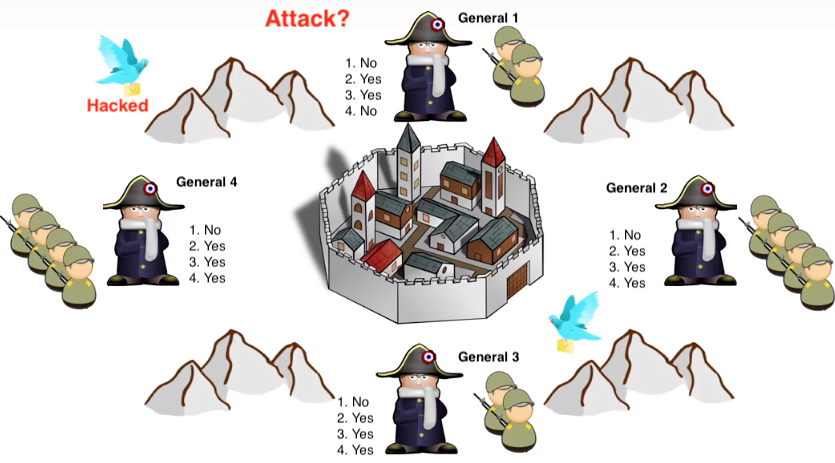 Attack?
General 1
1. No
2. Yes
3. Yes
4. No
Hacked
General 4
1. No
2. Yes
3. Yes
4. Yes
General 2
1. No
2. Yes
3. Yes
4. Yes
General 3
1. No
2. Yes
3. Yes
4. Yes